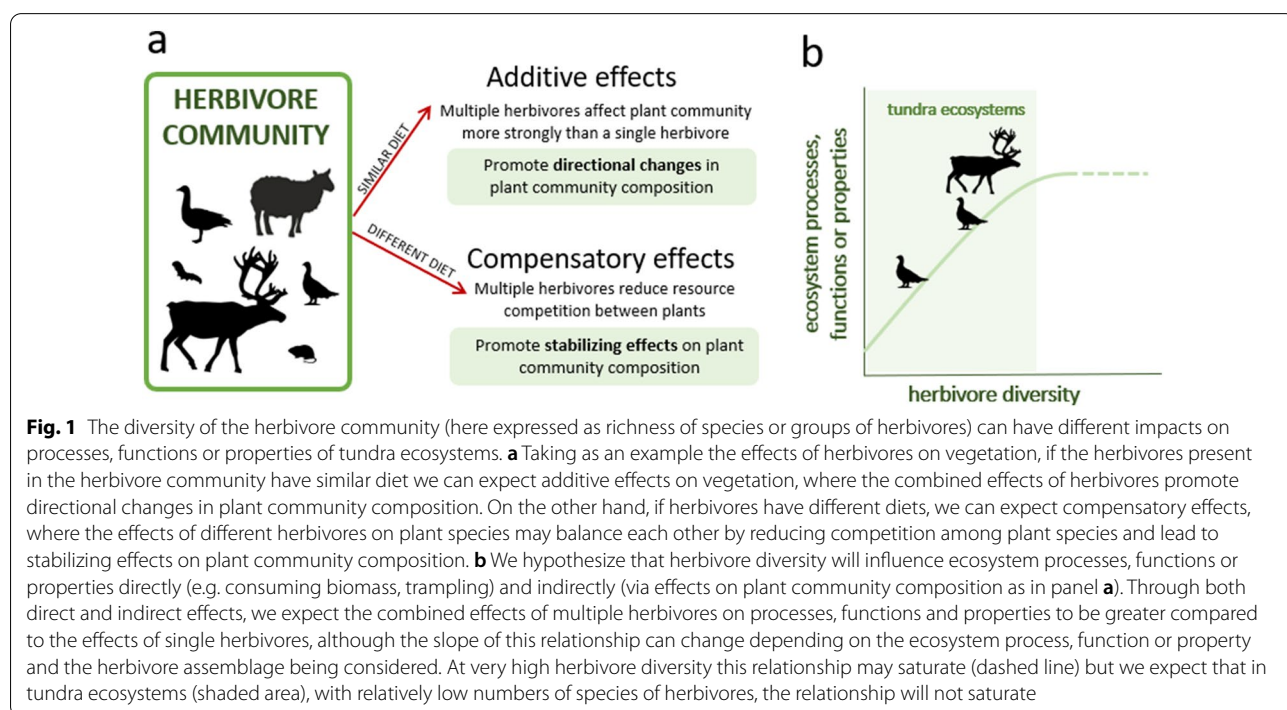 a
HERBIVORE
COMMUNITY
SIMILAR DIET
DIFFERENT DIET
Additive effects
Multiple herbivores affect plant community
more strongly than a single herbivore
Promote directional changes in
plant community composition
Compensatory effects
Multiple herbivores reduce resource
competition between plants
Promote stabilizing effects on plant
community composition
b
tundra ecosystems
ecosystem processes,
functions or properties
herbivore diversity
Fig. 1 The diversity of the herbivore community (here expressed as richness of species or groups of herbivores) can have different impacts on
processes, functions or properties of tundra ecosystems. a Taking as an example the effects of herbivores on vegetation, if the herbivores present
in the herbivore community have similar diet we can expect additive effects on vegetation, where the combined effects of herbivores promote
directional changes in plant community composition. On the other hand, if herbivores have different diets, we can expect compensatory effects,
where the effects of different herbivores on plant species may balance each other by reducing competition among plant species and lead to
stabilizing effects on plant community composition. b We hypothesize that herbivore diversity will influence ecosystem processes, functions or
properties directly (e.g. consuming biomass, trampling) and indirectly (via effects on plant community composition as in panel a). Through both
direct and indirect effects, we expect the combined effects of multiple herbivores on processes, functions and properties to be greater compared
to the effects of single herbivores, although the slope of this relationship can change depending on the ecosystem process, function or property
and the herbivore assemblage being considered. At very high herbivore diversity this relationship may saturate (dashed line) but we expect that in
tundra ecosystems (shaded area), with relatively low numbers of species of herbivores, the relationship will not saturate